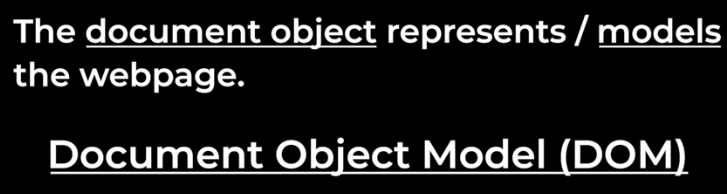 The document object represents / models
the webpage.
Document Object Model (DOM)